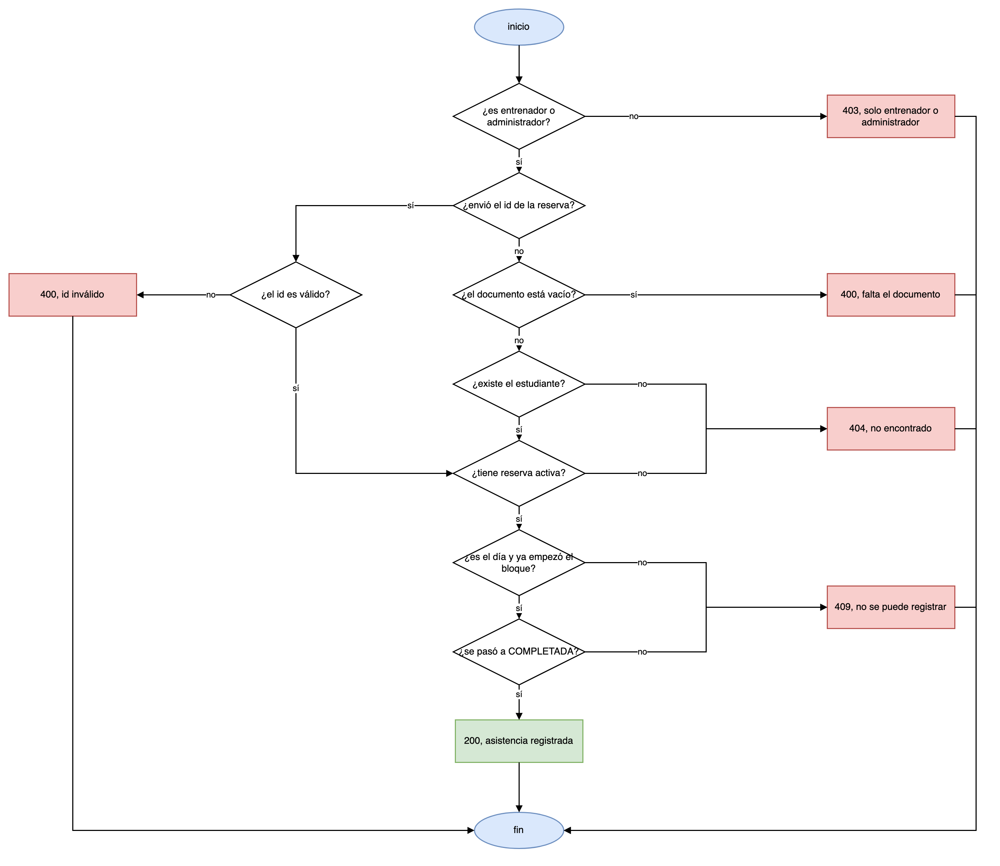 inicio
¿es entrenador o
administrador?
no
403, solo entrenador o
administrador
sí
¿envió el id de la reserva?
sí
no
400, id inválido
no
¿el id es válido?
¿el documento está vacío?
sí
400, falta el documento
no
sí
¿existe el estudiante?
no
sí
404, no encontrado
¿tiene reserva activa?
no
sí
¿es el día y ya empezó el
bloque?
no
sí
409, no se puede registrar
¿se pasó a COMPLETADA?
no
sí
200, asistencia registrada
fin